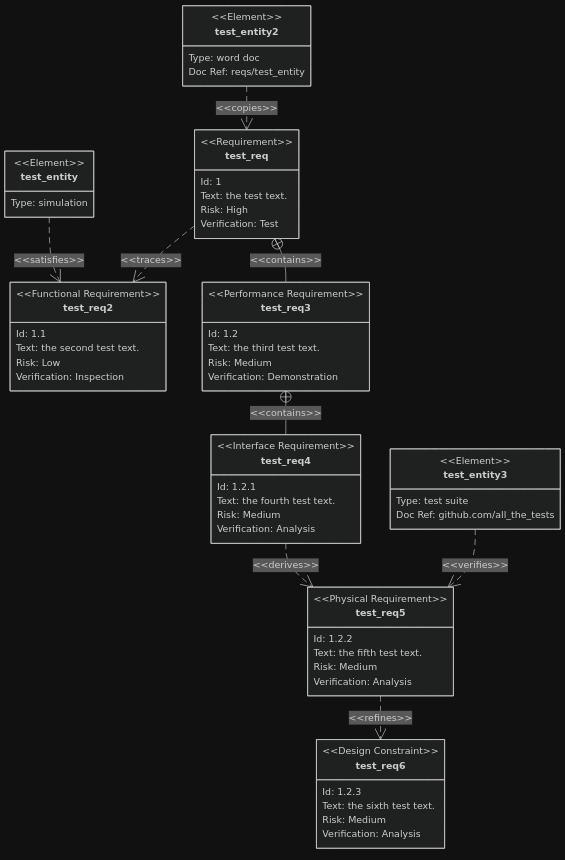 <<Element>>
test_entity2
Type: word doc
Doc Ref: reqs/test_entity
<<copies>>
<<Requirement>>
test_req
Id: 1
Text: the test text.
Risk: High
Verification: Test
<<Element>>
test_entity
Type: simulation
<<satisfies>>
<<traces>>
<<contains>>
<<Functional Requirement>>
test_req2
Id: 1.1
Text: the second test text.
Risk: Low
Verification: Inspection
<<Performance Requirement>>
test_req3
Id: 1.2
Text: the third test text.
Risk: Medium
Verification: Demonstration
<<contains>>
<<Interface Requirement>>
test_req4
Id: 1.2.1
Text: the fourth test text.
Risk: Medium
Verification: Analysis
<<Element>>
test_entity3
Type: test suite
Doc Ref: github.com/all_the_tests
<<derives>>
<<verifies>>
<<Physical Requirement>>
test_req5
Id: 1.2.2
Text: the fifth test text.
Risk: Medium
Verification: Analysis
<<refines>>
<<Design Constraint>>
test_req6
Id: 1.2.3
Text: the sixth test text.
Risk: Medium
Verification: Analysis